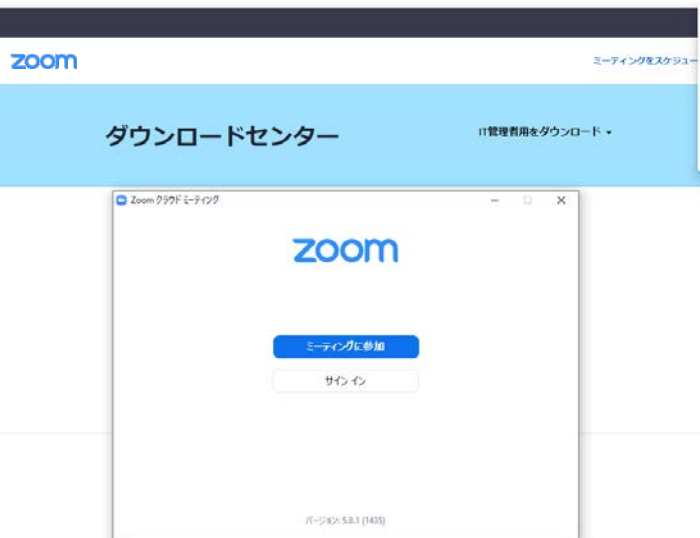 zoom
ミーティングをスケジュー
ダウンロードセンター
IT管理者用をダウンロード
Zoom クラウド ミーティング
zoom
ミーティングに参加
サイン イン
バージョン: 5.8.1 (1435)